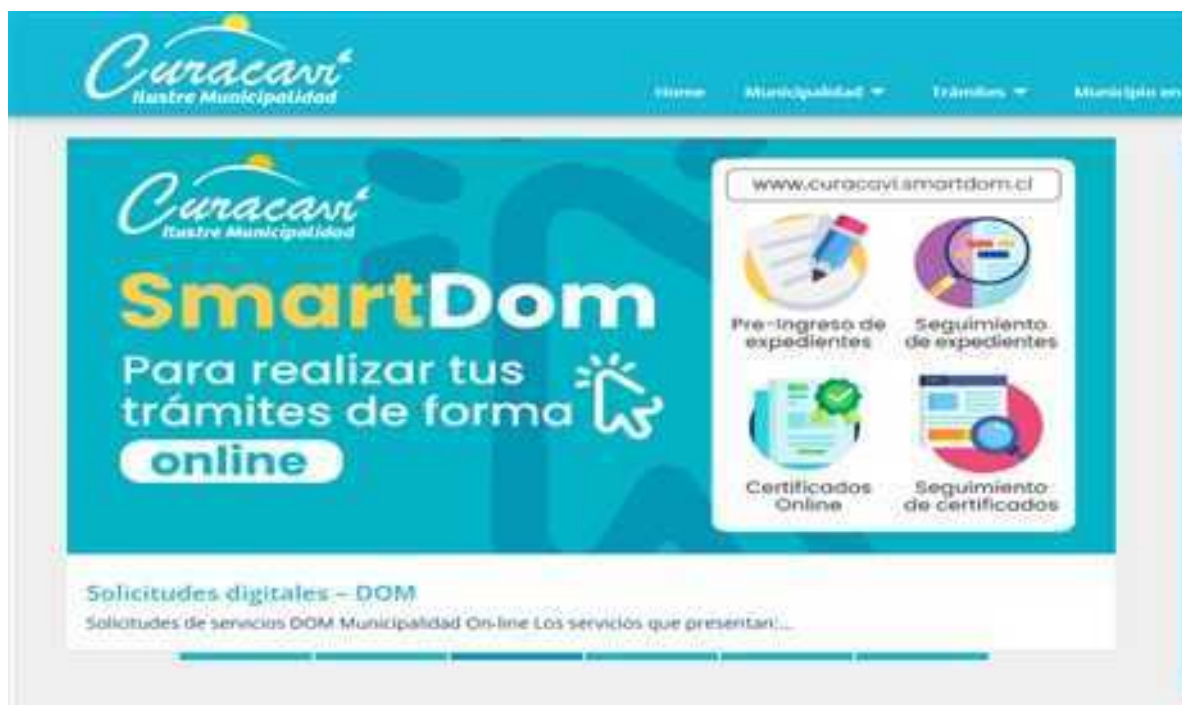 Curacaví
Ilustre Municipalidad
Home Municipalidad Trámites Municipio en
Curacaví
Ilustre Municipalidad
SmartDom
Para realizar tus
trámites de forma
online
www.curacavi.smartdom.cl
Pre-Ingreso de
expedientes
Seguimiento
de expedientes
Certificados
Online
Seguimiento
de certificados
Solicitudes digitales – DOM
Solicitudes de servicios DOM Municipalidad On-line Los servicios que presentan:...